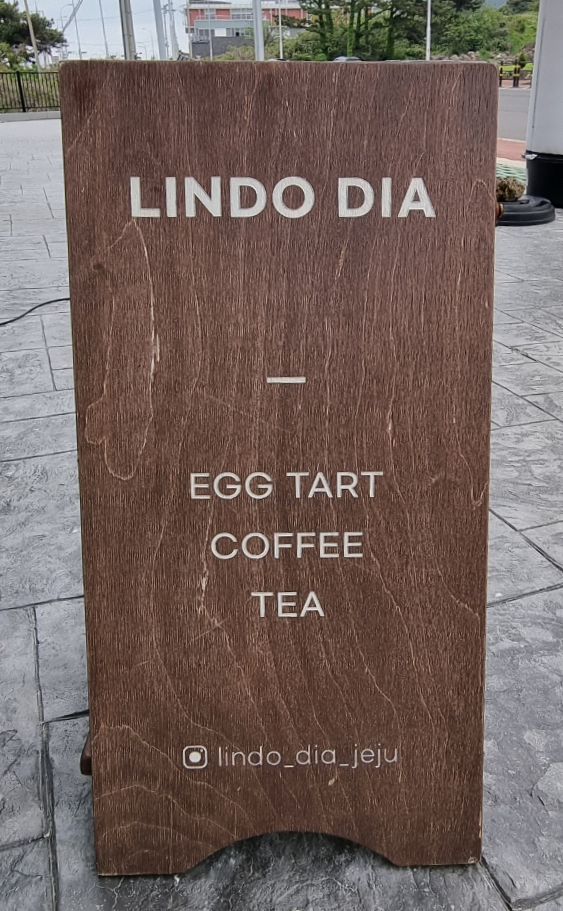 LINDO DIA
—
EGG TART
COFFEE
TEA
lindo_dia_jeju